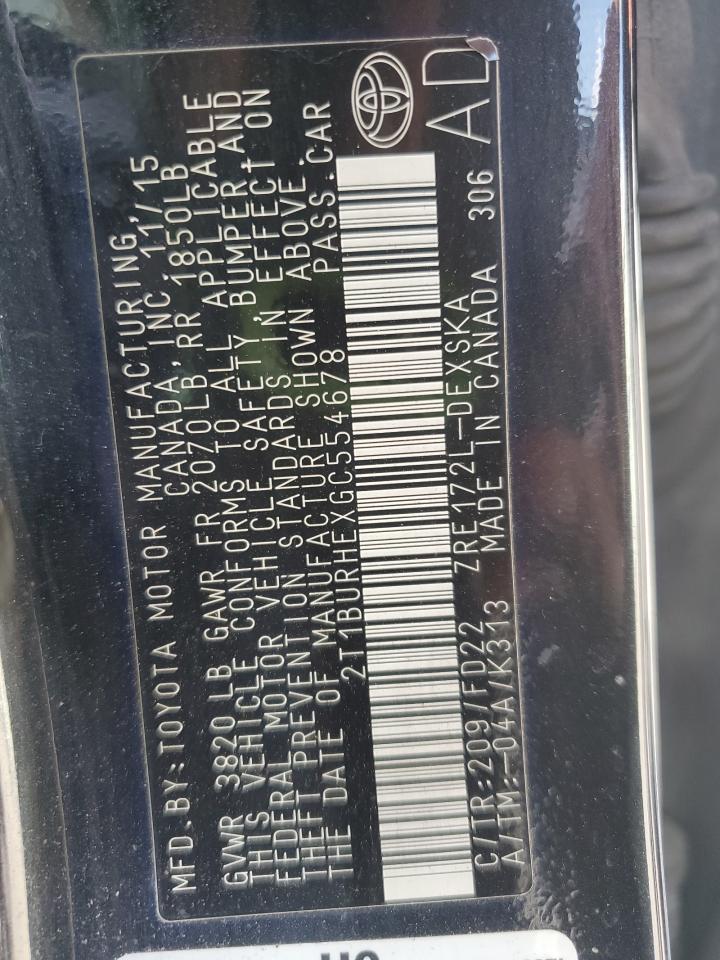 MFD.BY:TOYOTA MOTOR MANUFACTURING,
CANADA, INC. 11/15
GVWR 3820 LB GAWR FR 2070LB RR 1850LB
THIS VEHICLE CONFORMS TO ALL APPLICABLE
FEDERAL MOTOR VEHICLE SAFETY, BUMPER, AND
THEFT PREVENTION STANDARDS IN EFFECT ON
THE DATE OF MANUFACTURE SHOWN ABOVE.
2T1BURHEXGC554678 PASS.CAR
C/TR:209/FD22 ZRE172L-DEXSKA
A/TM:-04A/K313 MADE IN CANADA 306
AD